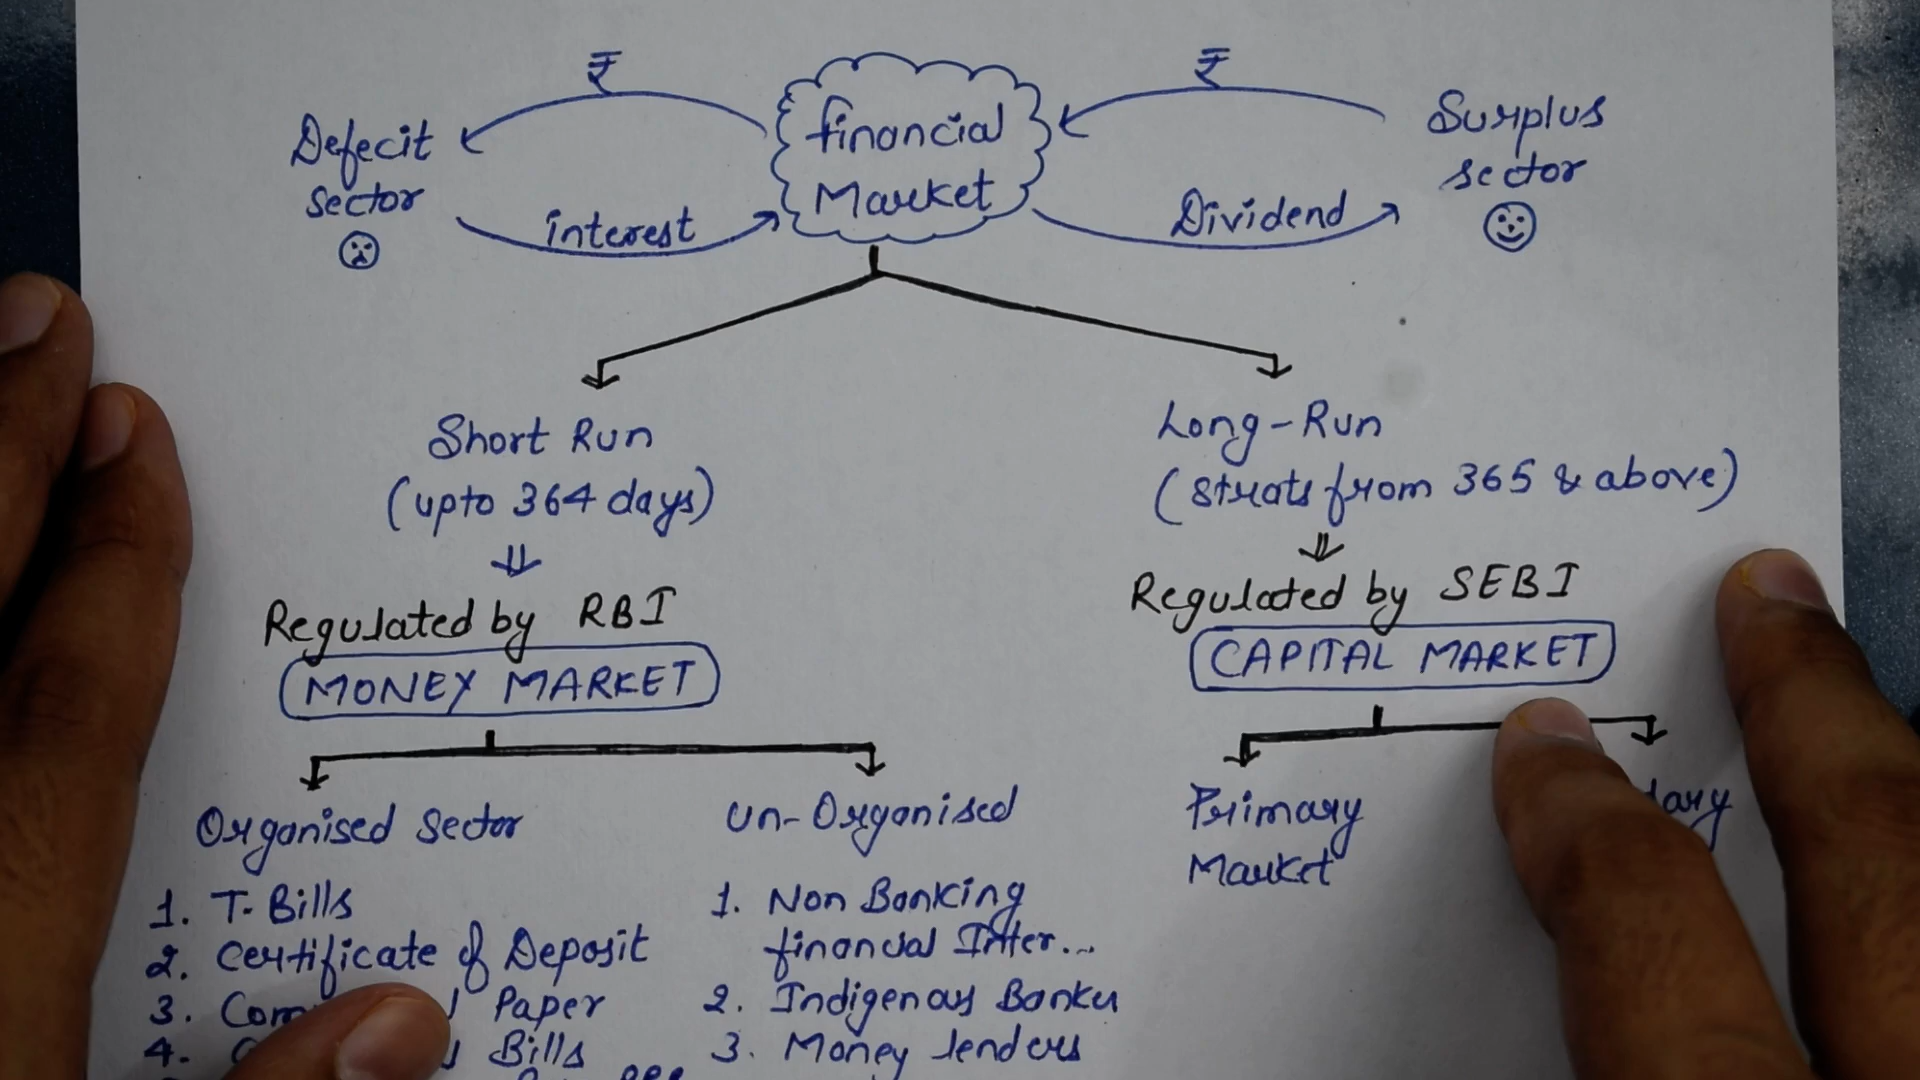 ₹
₹
Defecit
sector
financial
Market
Surplus
sector
interest
Dividend
Short Run
(upto 364 days)
Long-Run
(Strats from 365 & above)
Regulated by RBI
MONEY MARKET
Regulated by SEBI
CAPITAL MARKET
Organised Sector
1. T-Bills
2. Certificate of Deposit
3. Paper
4. Bills
un-Organised
1. Non Banking
financial Inter...
2. Indigenous Banker
3. Money lenders
Primary
Market